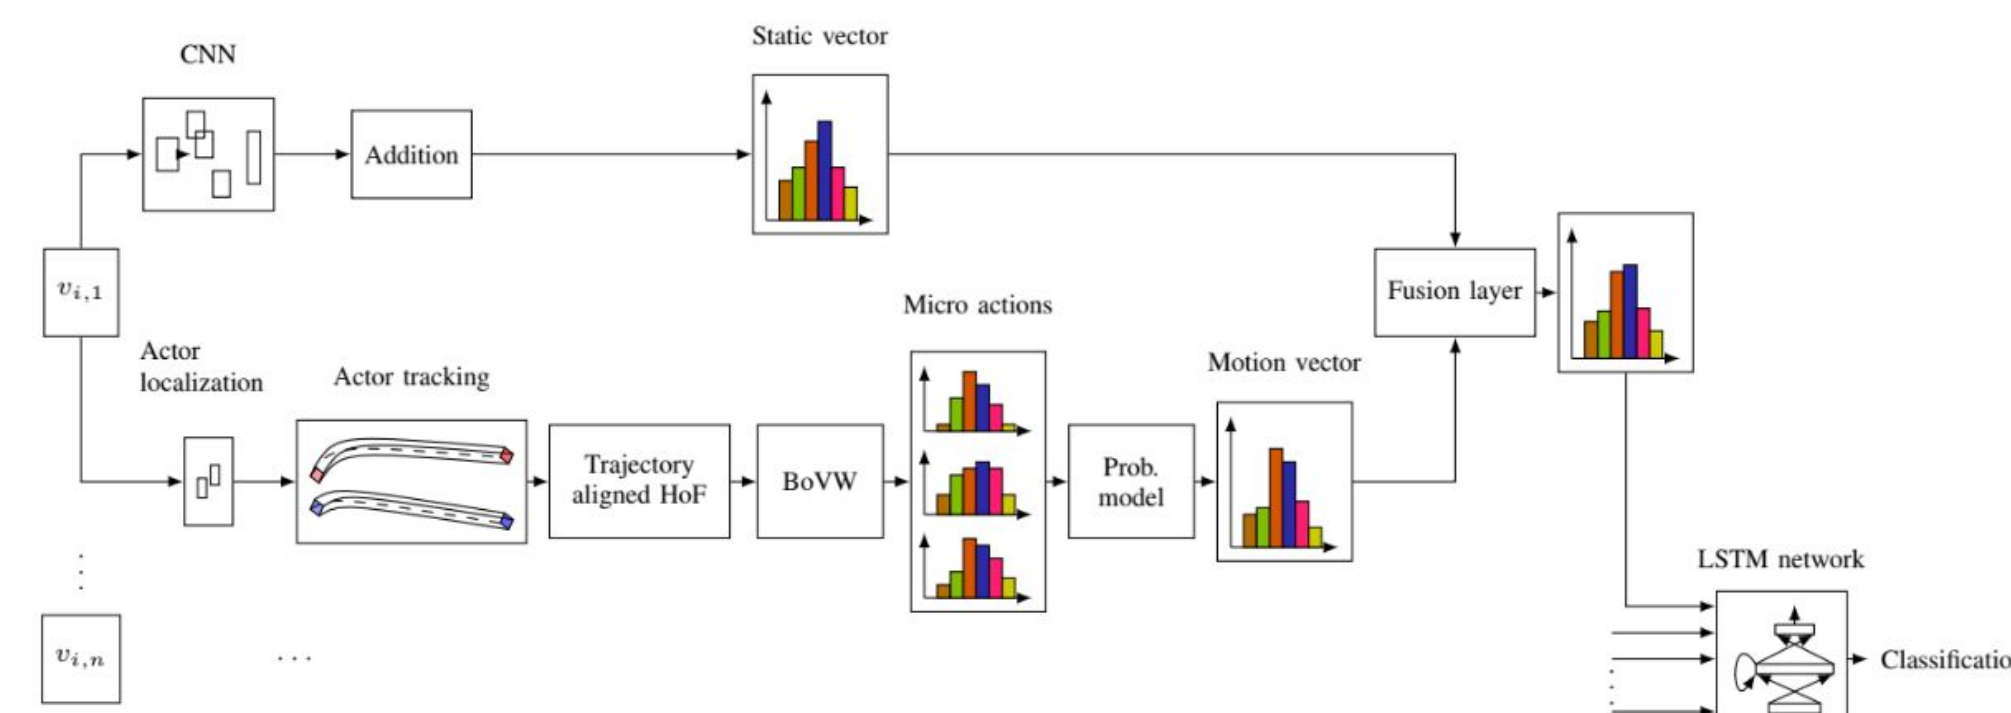 CNN
Static vector
Addition
v_{i,1}
Fusion layer
Micro actions
Actor
localization
Actor tracking
Motion vector
Trajectory
aligned HoF
BoVW
Prob.
model
LSTM network
v_{i,n}
. . .
Classificatio